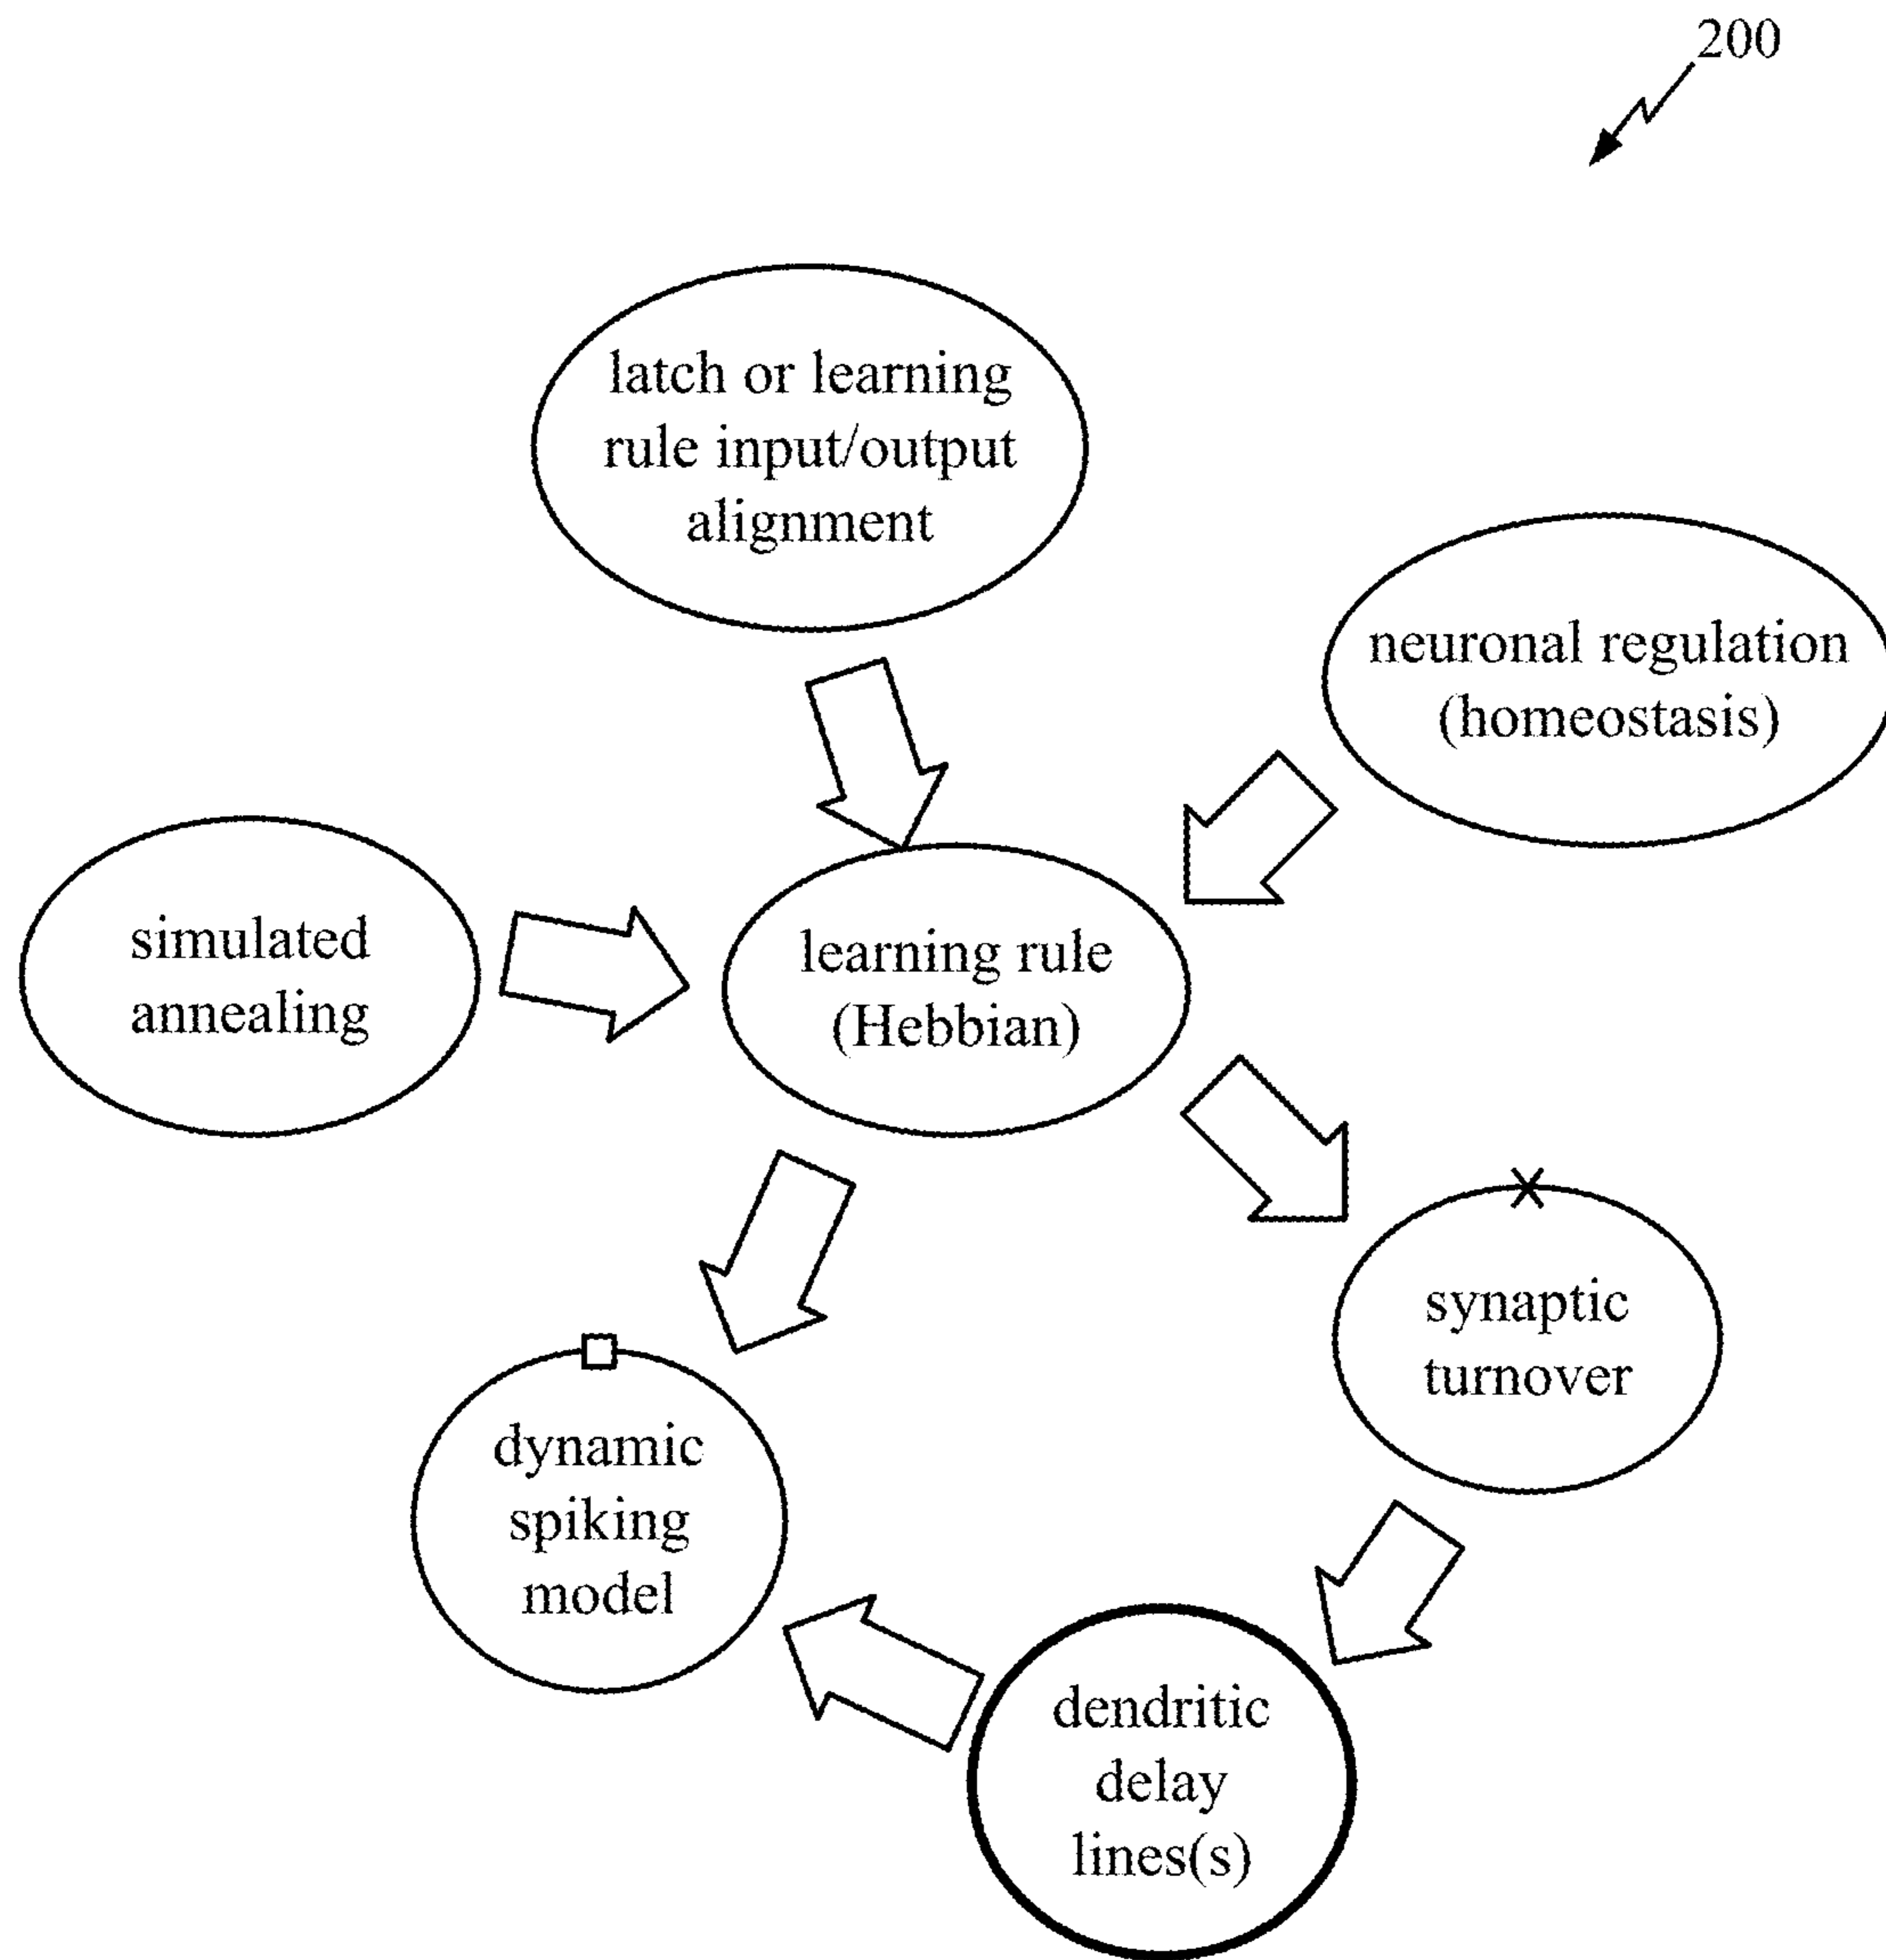 200
latch or learning
rule input/output
alignment
neuronal regulation
(homeostasis)
simulated
annealing
learning rule
(Hebbian)
synaptic
turnover
dynamic
spiking
model
dendritic
delay
lines(s)